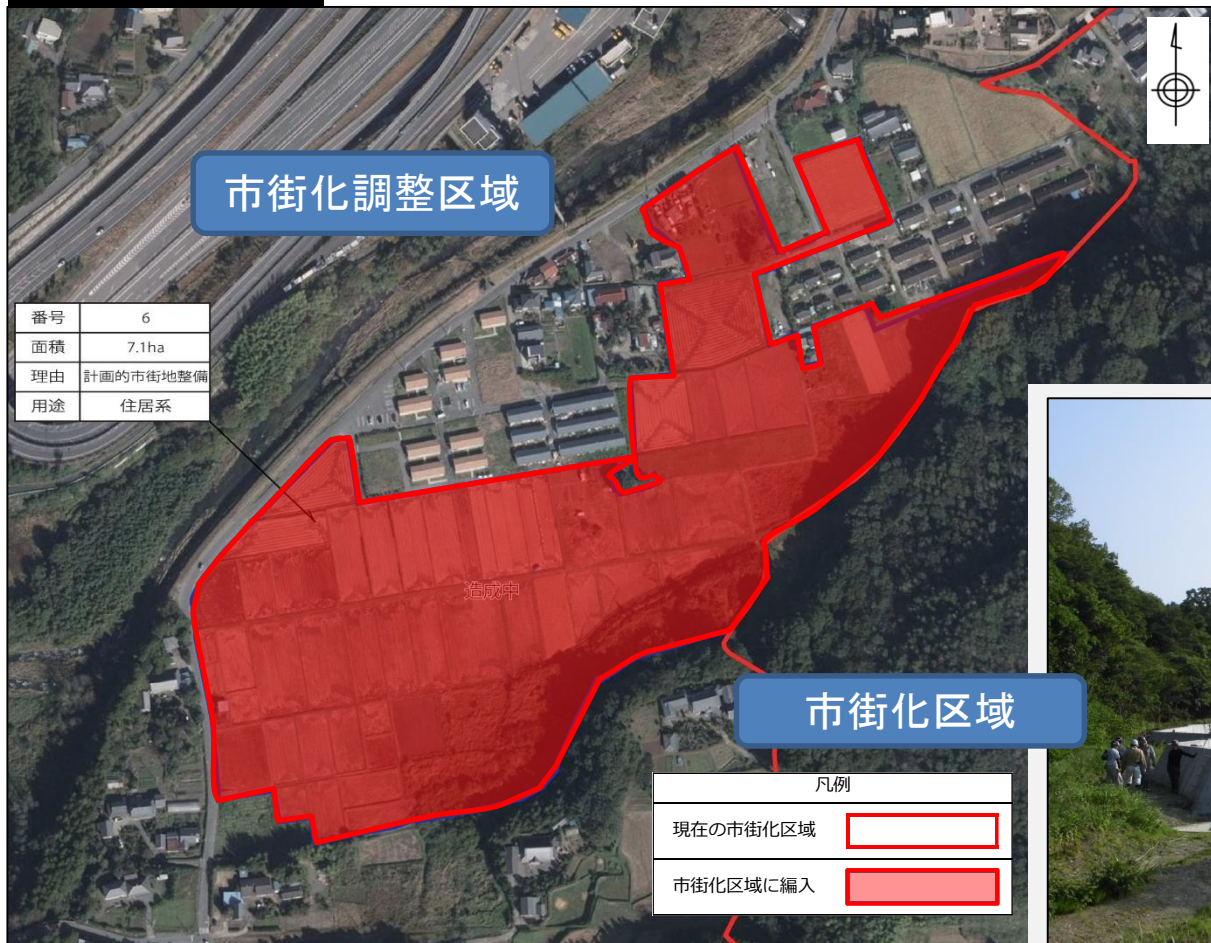 市街化調整区域
番号 6
面積 7.1ha
理由 計画的市街地整備
用途 住居系
造成中
市街化区域
凡例
現在の市街化区域
市街化区域に編入